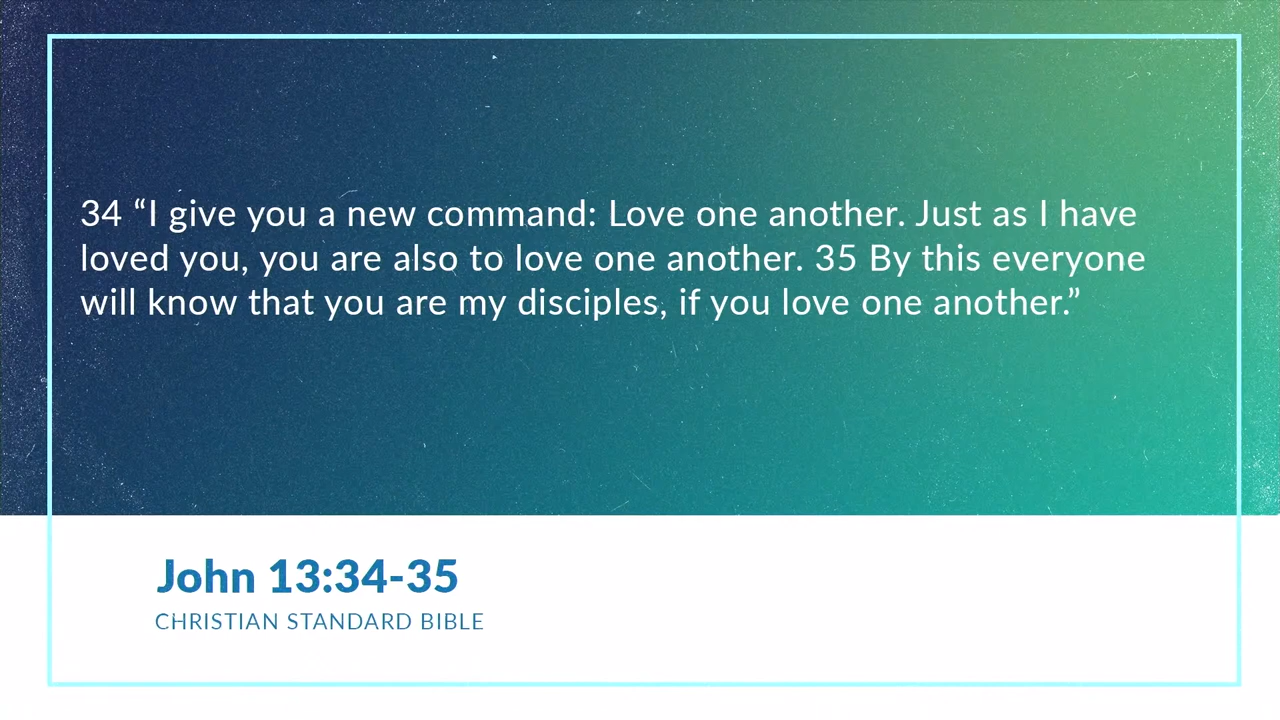 34 “I give you a new command: Love one another. Just as I have
loved you, you are also to love one another. 35 By this everyone
will know that you are my disciples, if you love one another.”
John 13:34-35
CHRISTIAN STANDARD BIBLE